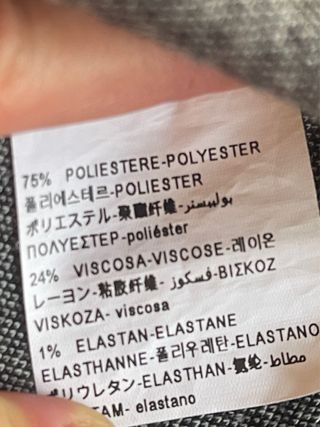 75% POLIESTERE-POLYESTER
폴리에스테르-POLIESTER
ポリエステル-聚酯纤维-بوليستر
ΠΟΛΥΕΣΤΕΡ-poliéster
24% VISCOSA-VISCOSE-레이온
レーヨン-粘胶纤维-فسكوز-ΒΙΣΚΟΖ
VISKOZA- viscosa
1% ELASTAN-ELASTANE
ELASTHANNE-폴리우레탄-ELASTANO
ポリウレタン-ELASTHAN-氨纶-مطاط
elastano